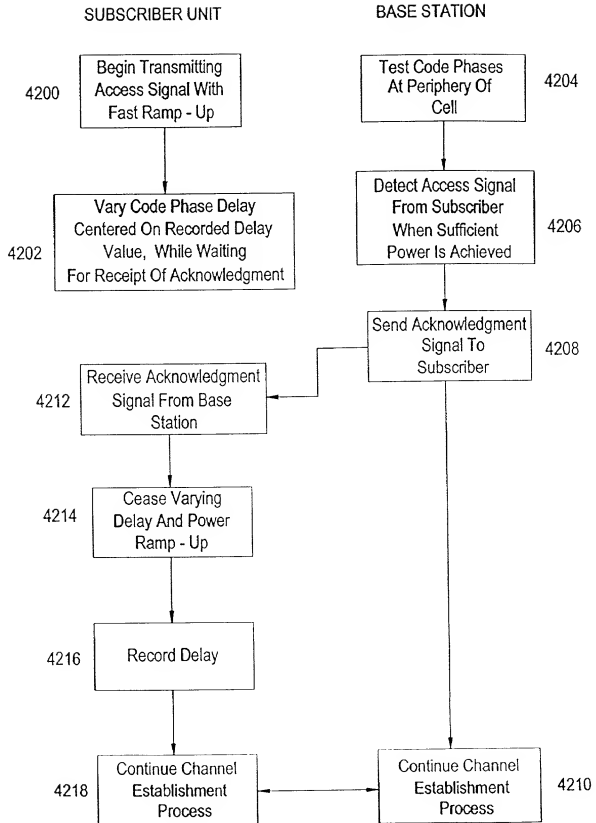 SUBSCRIBER UNIT
BASE STATION
4200
Begin Transmitting
Access Signal With
Fast Ramp - Up
Test Code Phases
At Periphery Of
Cell
4204
4202
Vary Code Phase Delay
Centered On Recorded Delay
Value, While Waiting
For Receipt Of Acknowledgment
Detect Access Signal
From Subscriber
When Sufficient
Power Is Achieved
4206
Send Acknowledgment
Signal To
Subscriber
4208
4212
Receive Acknowledgment
Signal From Base
Station
4214
Cease Varying
Delay And Power
Ramp - Up
4216
Record Delay
4218
Continue Channel
Establishment
Process
Continue Channel
Establishment
Process
4210